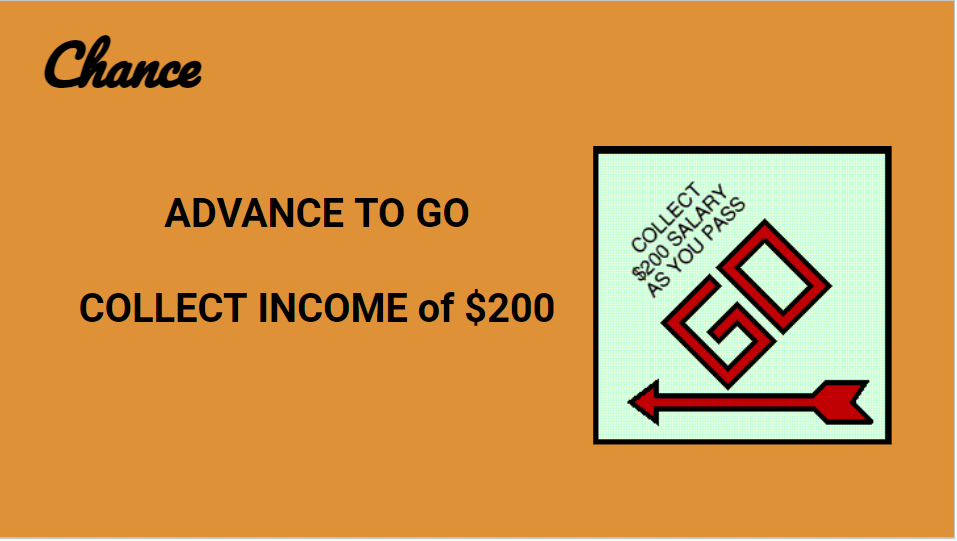 Chance
ADVANCE TO GO
COLLECT INCOME of $200
COLLECT
$200 SALARY
AS YOU PASS
GO